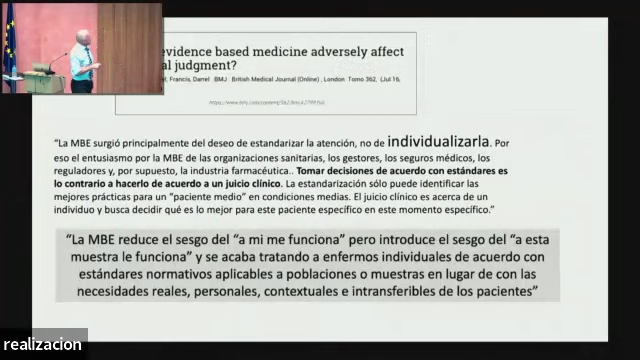 evidence based medicine adversely affect
al judgment?
el, Francis, Darrel BMJ : British Medical Journal (Online) ; London Tomo 362, (Jul 16,
“La MBE surgió principalmente del deseo de estandarizar la atención, no de individualizarla. Por
eso el entusiasmo por la MBE de las organizaciones sanitarias, los gestores, los seguros médicos, los
reguladores y, por supuesto, la industria farmacéutica.. Tomar decisiones de acuerdo con estándares es
lo contrario a hacerlo de acuerdo a un juicio clínico. La estandarización sólo puede identificar las
mejores prácticas para un “paciente medio” en condiciones medias. El juicio clínico es acerca de un
individuo y busca decidir qué es lo mejor para este paciente específico en este momento específico.”
“La MBE reduce el sesgo del “a mi me funciona” pero introduce el sesgo del “a esta
muestra le funciona” y se acaba tratando a enfermos individuales de acuerdo con
estándares normativos aplicables a poblaciones o muestras en lugar de con las
necesidades reales, personales, contextuales e intransferibles de los pacientes”
realizacion